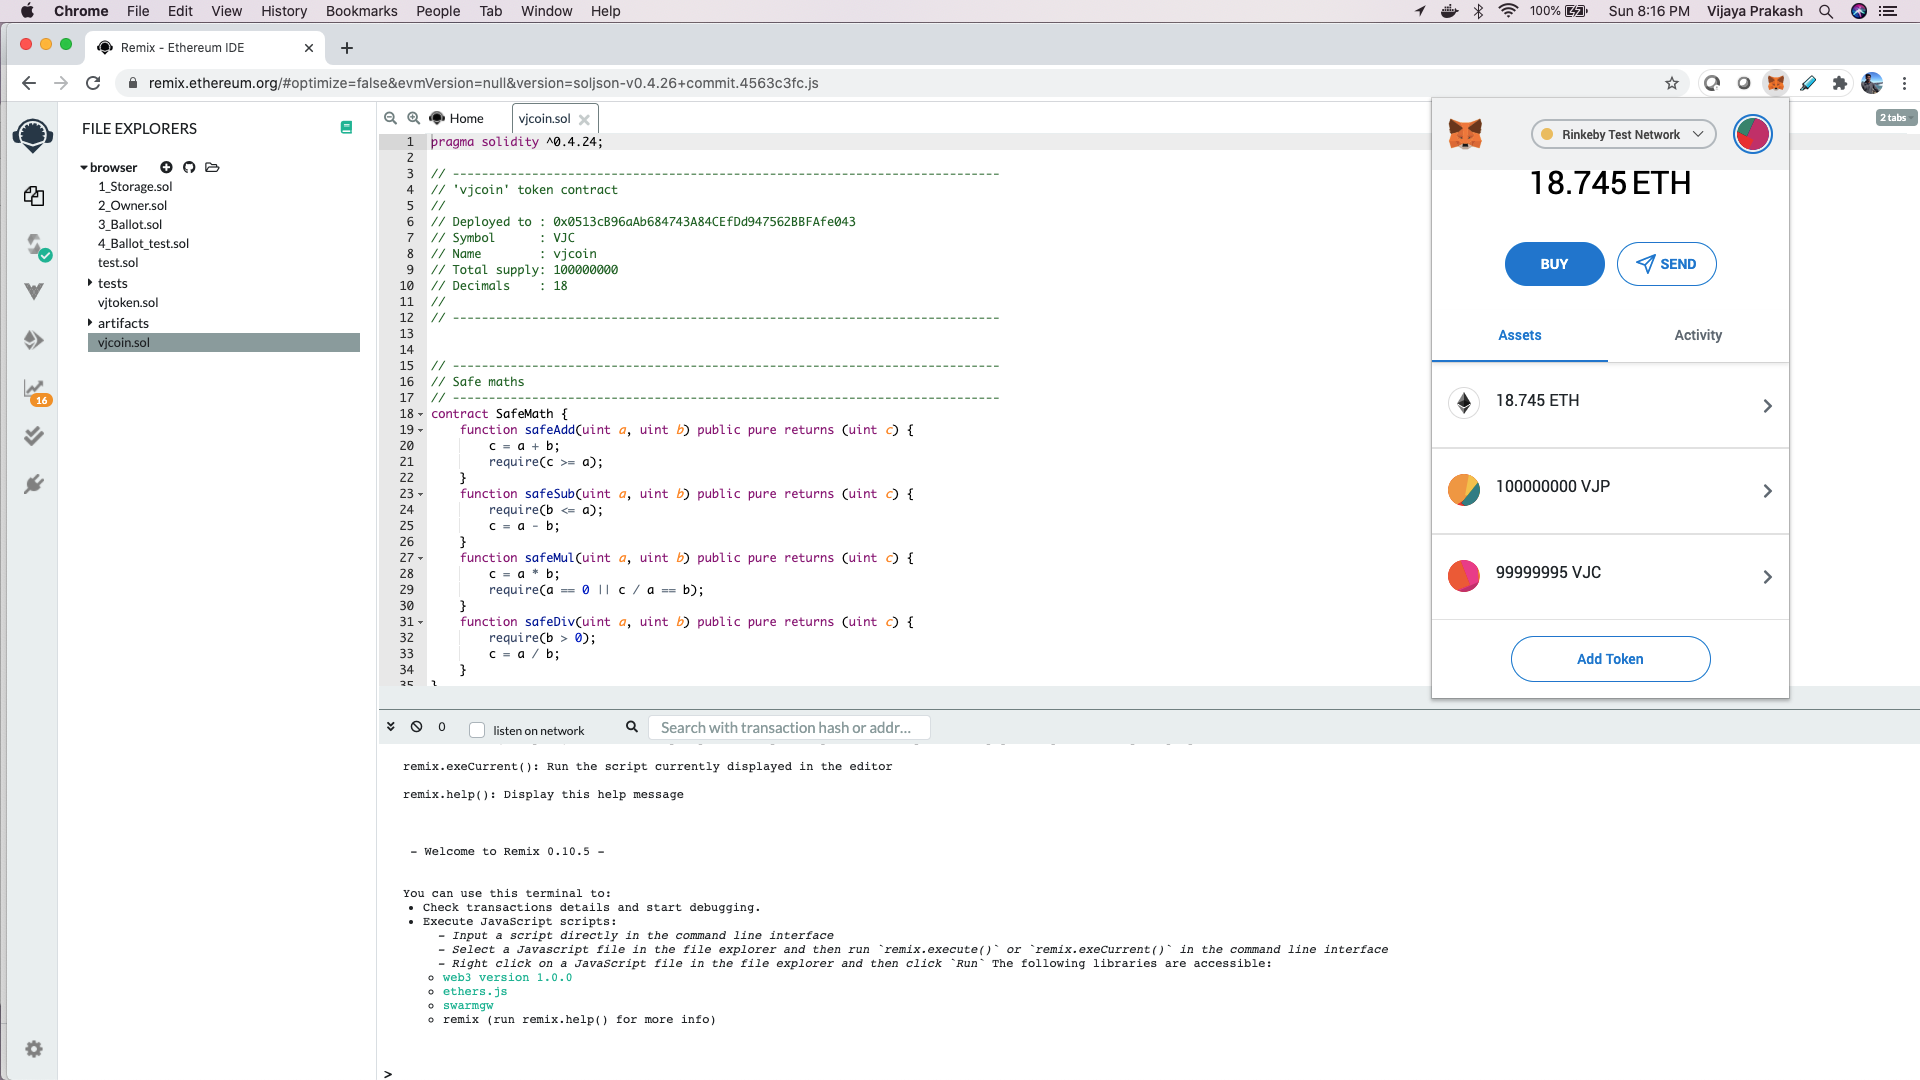 Chrome File Edit View History Bookmarks People Tab Window Help 100% Sun 8:16 PM Vijaya Prakash
Remix - Ethereum IDE
remix.ethereum.org/#optimize=false&evmVersion=null&version=soljson-v0.4.26+commit.4563c3fc.js
FILE EXPLORERS
browser
1_Storage.sol
2_Owner.sol
3_Ballot.sol
4_Ballot_test.sol
test.sol
tests
vjtoken.sol
artifacts
vjcoin.sol
16
Home vjcoin.sol
2 tabs
1 pragma solidity ^0.4.24;
2
3 // ----------------------------------------------------------------------------
4 // 'vjcoin' token contract
5 //
6 // Deployed to : 0x0513cB96aAb684743A84CEfDd947562BBFAfe043
7 // Symbol      : VJC
8 // Name        : vjcoin
9 // Total supply: 100000000
10 // Decimals    : 18
11 //
12 // ----------------------------------------------------------------------------
13
14
15 // ----------------------------------------------------------------------------
16 // Safe maths
17 // ----------------------------------------------------------------------------
18 contract SafeMath {
19     function safeAdd(uint a, uint b) public pure returns (uint c) {
20         c = a + b;
21         require(c >= a);
22     }
23     function safeSub(uint a, uint b) public pure returns (uint c) {
24         require(b <= a);
25         c = a - b;
26     }
27     function safeMul(uint a, uint b) public pure returns (uint c) {
28         c = a * b;
29         require(a == 0 || c / a == b);
30     }
31     function safeDiv(uint a, uint b) public pure returns (uint c) {
32         require(b > 0);
33         c = a / b;
34     }
35 }
Rinkeby Test Network
18.745 ETH
BUY SEND
Assets Activity
18.745 ETH
100000000 VJP
99999995 VJC
Add Token
0 listen on network Search with transaction hash or addr...
remix.exeCurrent(): Run the script currently displayed in the editor
remix.help(): Display this help message
- Welcome to Remix 0.10.5 -
You can use this terminal to:
• Check transactions details and start debugging.
• Execute JavaScript scripts:
- Input a script directly in the command line interface
- Select a Javascript file in the file explorer and then run `remix.execute()` or `remix.exeCurrent()` in the command line interface
- Right click on a JavaScript file in the file explorer and then click `Run` The following libraries are accessible:
web3 version 1.0.0
ethers.js
swarmgw
remix (run remix.help() for more info)
>